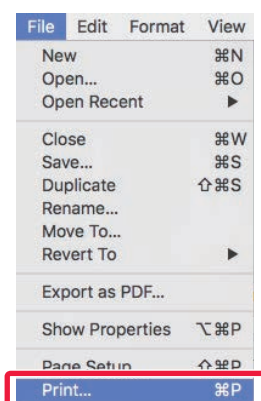 File Edit Format View
New ⌘N
Open... ⌘O
Open Recent ▶
Close ⌘W
Save... ⌘S
Duplicate ⇧⌘S
Rename...
Move To...
Revert To ▶
Export as PDF...
Show Properties ⌥⌘P
Page Setup ⇧⌘P
Print... ⌘P